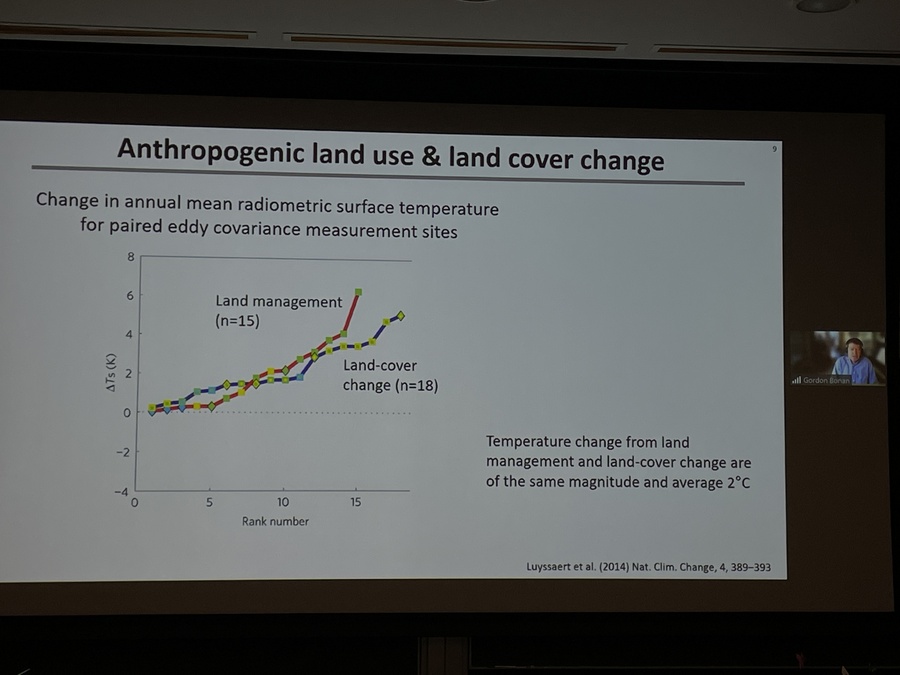 Anthropogenic land use & land cover change
9
Change in annual mean radiometric surface temperature
for paired eddy covariance measurement sites
8
6
4
2
0
−2
−4
ΔTs (K)
Land management
(n=15)
Land-cover
change (n=18)
0 5 10 15
Rank number
Temperature change from land
management and land-cover change are
of the same magnitude and average 2°C
Luyssaert et al. (2014) Nat. Clim. Change, 4, 389–393
Gordon Bonan